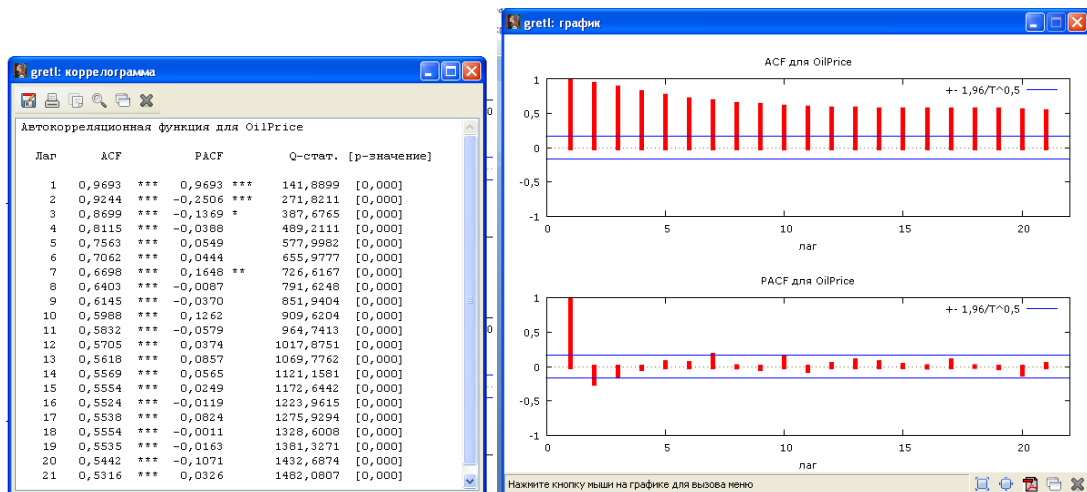 gretl: коррелограмма
Автокорреляционная функция для OilPrice
Лаг ACF PACF Q-стат. [p-значение]
1 0,9693 *** 0,9693 *** 141,8899 [0,000]
2 0,9244 *** -0,2506 *** 271,8211 [0,000]
3 0,8699 *** -0,1369 * 387,6765 [0,000]
4 0,8115 *** -0,0388 489,2111 [0,000]
5 0,7563 *** 0,0549 577,9982 [0,000]
6 0,7062 *** 0,0444 655,9777 [0,000]
7 0,6698 *** 0,1648 ** 726,6167 [0,000]
8 0,6403 *** -0,0087 791,6248 [0,000]
9 0,6145 *** -0,0370 851,9404 [0,000]
10 0,5988 *** 0,1262 909,6204 [0,000]
11 0,5832 *** -0,0579 964,7413 [0,000]
12 0,5705 *** 0,0374 1017,8751 [0,000]
13 0,5618 *** 0,0857 1069,7762 [0,000]
14 0,5569 *** 0,0565 1121,1581 [0,000]
15 0,5554 *** 0,0249 1172,6442 [0,000]
16 0,5524 *** -0,0119 1223,9615 [0,000]
17 0,5538 *** 0,0824 1275,9294 [0,000]
18 0,5554 *** -0,0011 1328,6008 [0,000]
19 0,5535 *** -0,0163 1381,3271 [0,000]
20 0,5442 *** -0,1071 1432,6874 [0,000]
21 0,5316 *** 0,0326 1482,0807 [0,000]
gretl: график
ACF для OilPrice
+- 1,96/T^0,5
1
0,5
0
-0,5
-1
0 5 10 15 20
лаг
PACF для OilPrice
+- 1,96/T^0,5
1
0,5
0
-0,5
-1
0 5 10 15 20
лаг
Нажмите кнопку мыши на графике для вызова меню